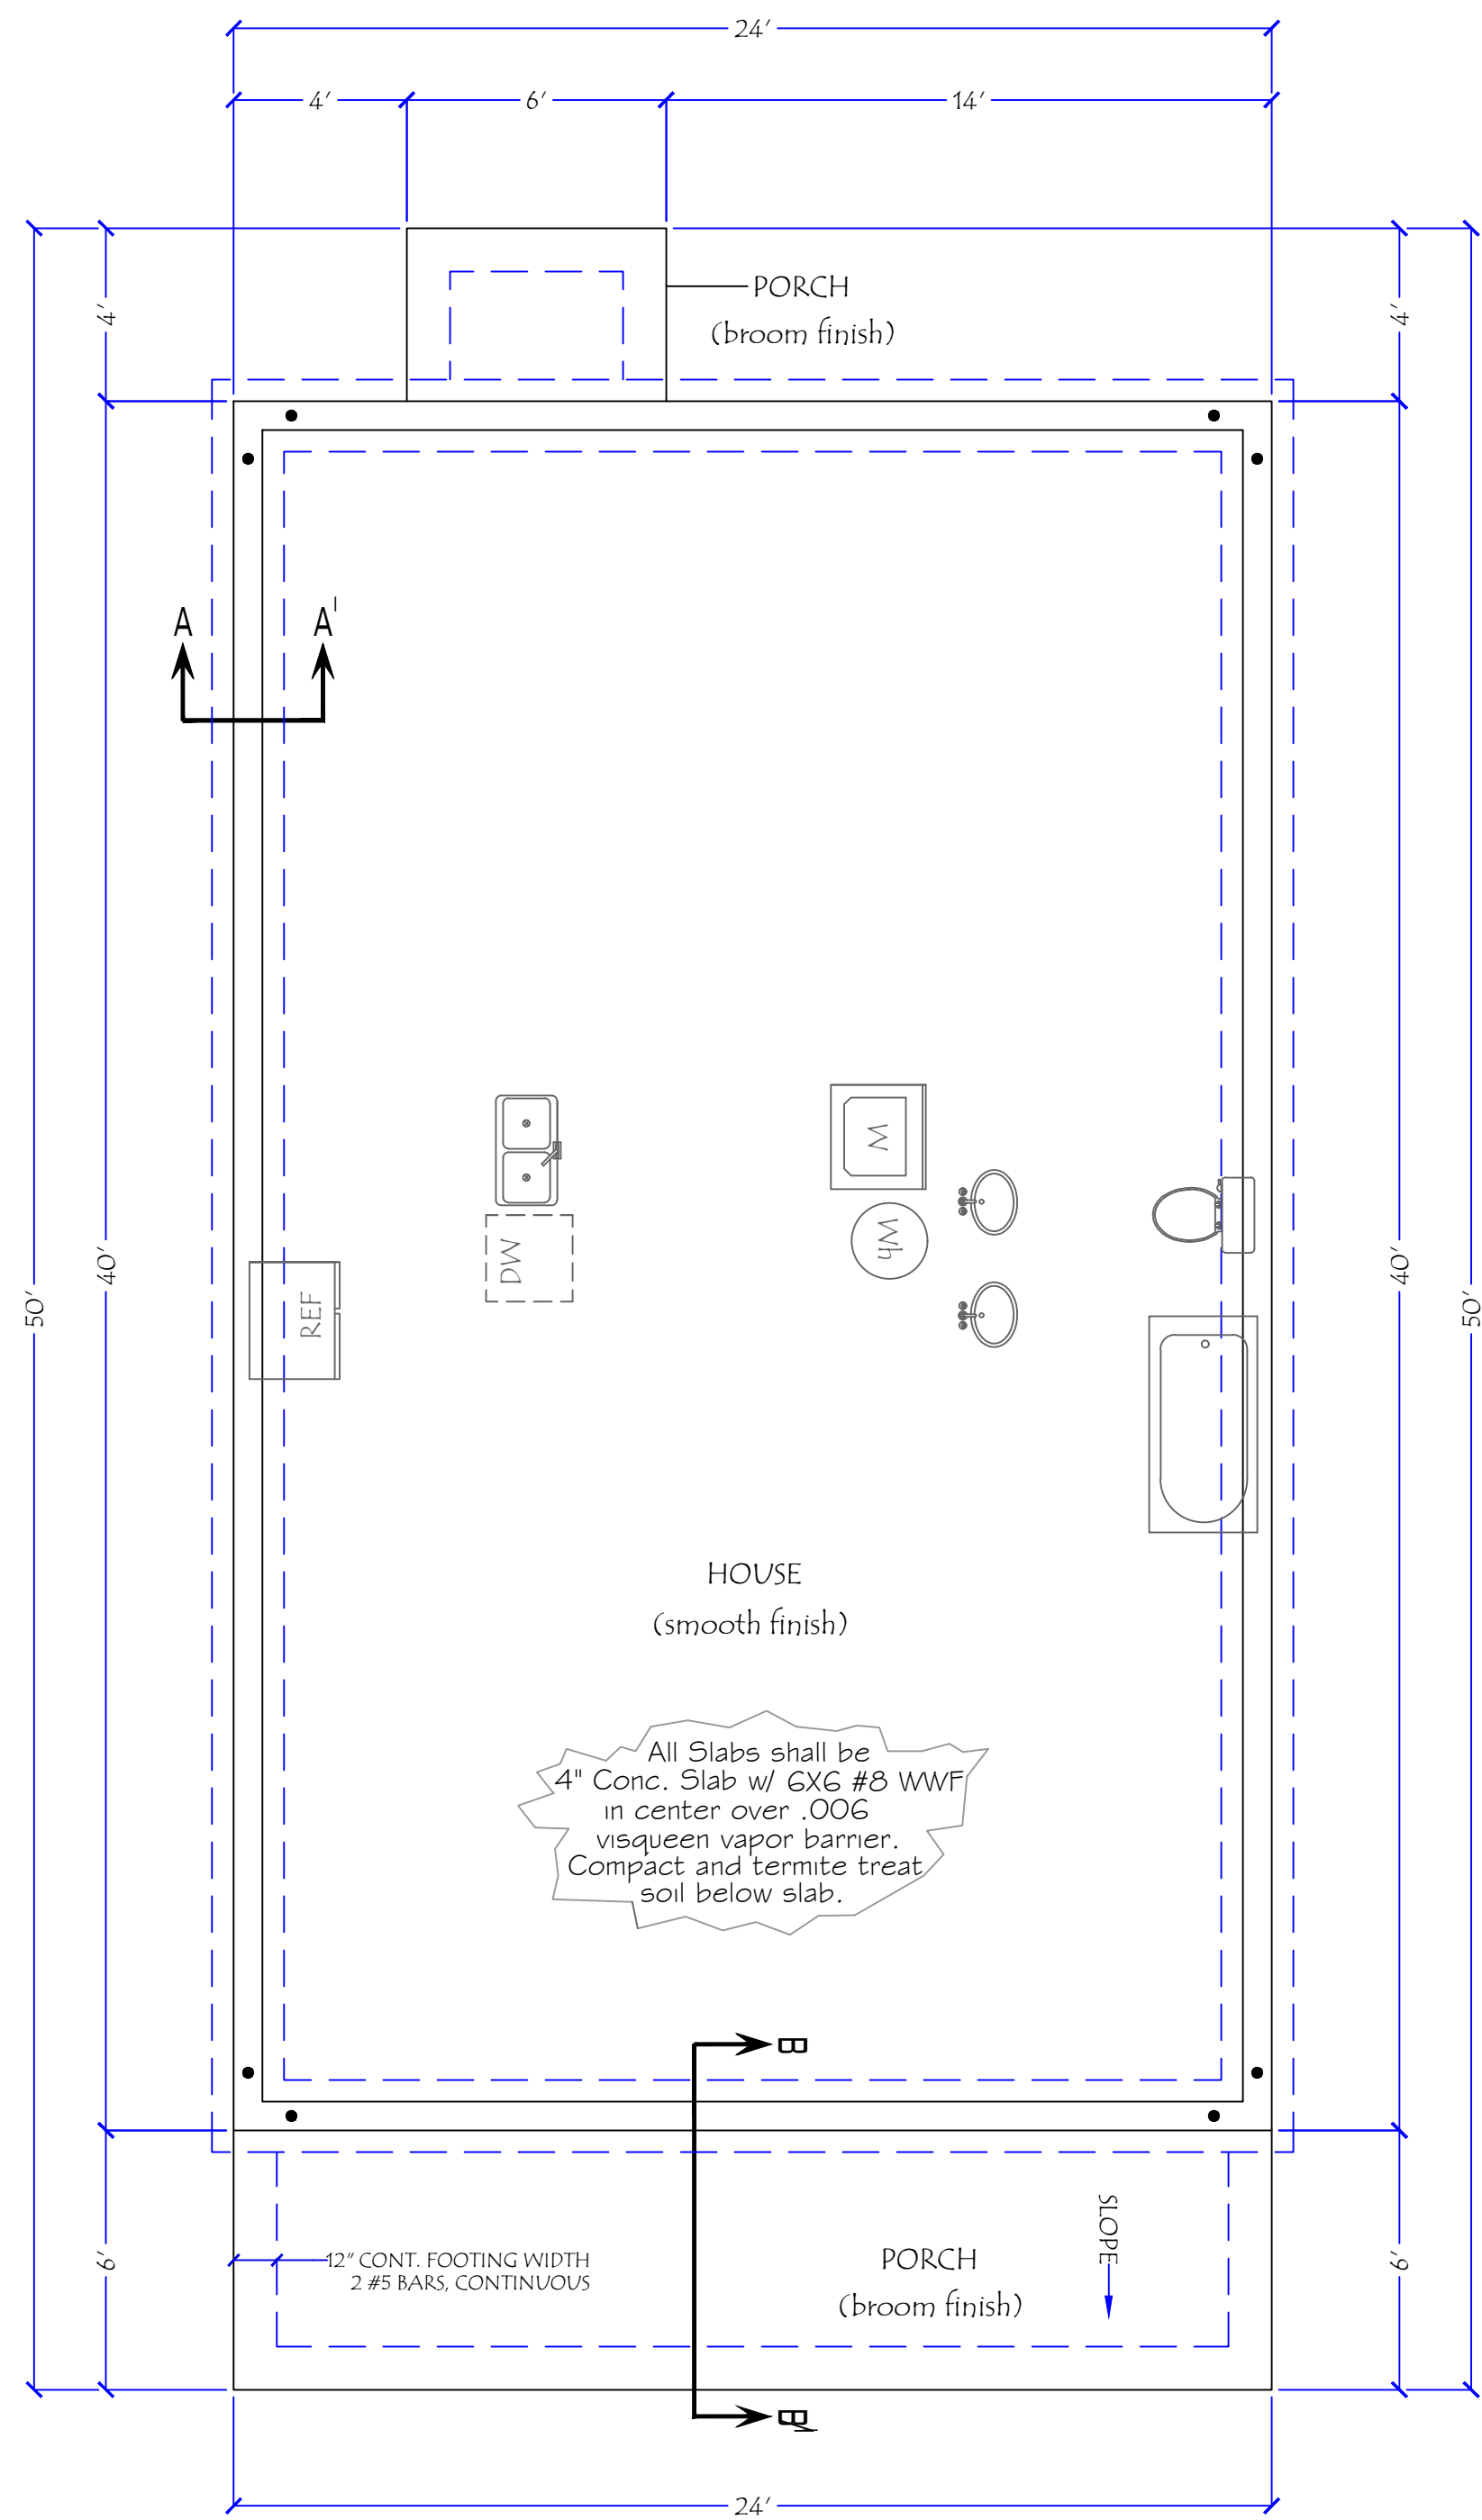 24'
4'
6'
14'
PORCH
(broom finish)
4'
4'
A
A'
M
Wh
DW
REF
50'
40'
40'
50'
HOUSE
(smooth finish)
All Slabs shall be
4" Conc. Slab w/ 6X6 #8 WWF
in center over .006
visqueen vapor barrier.
Compact and termite treat
soil below slab.
B
SLOPE
6'
12" CONT. FOOTING WIDTH
2 #5 BARS, CONTINUOUS
PORCH
(broom finish)
6'
B'
24'